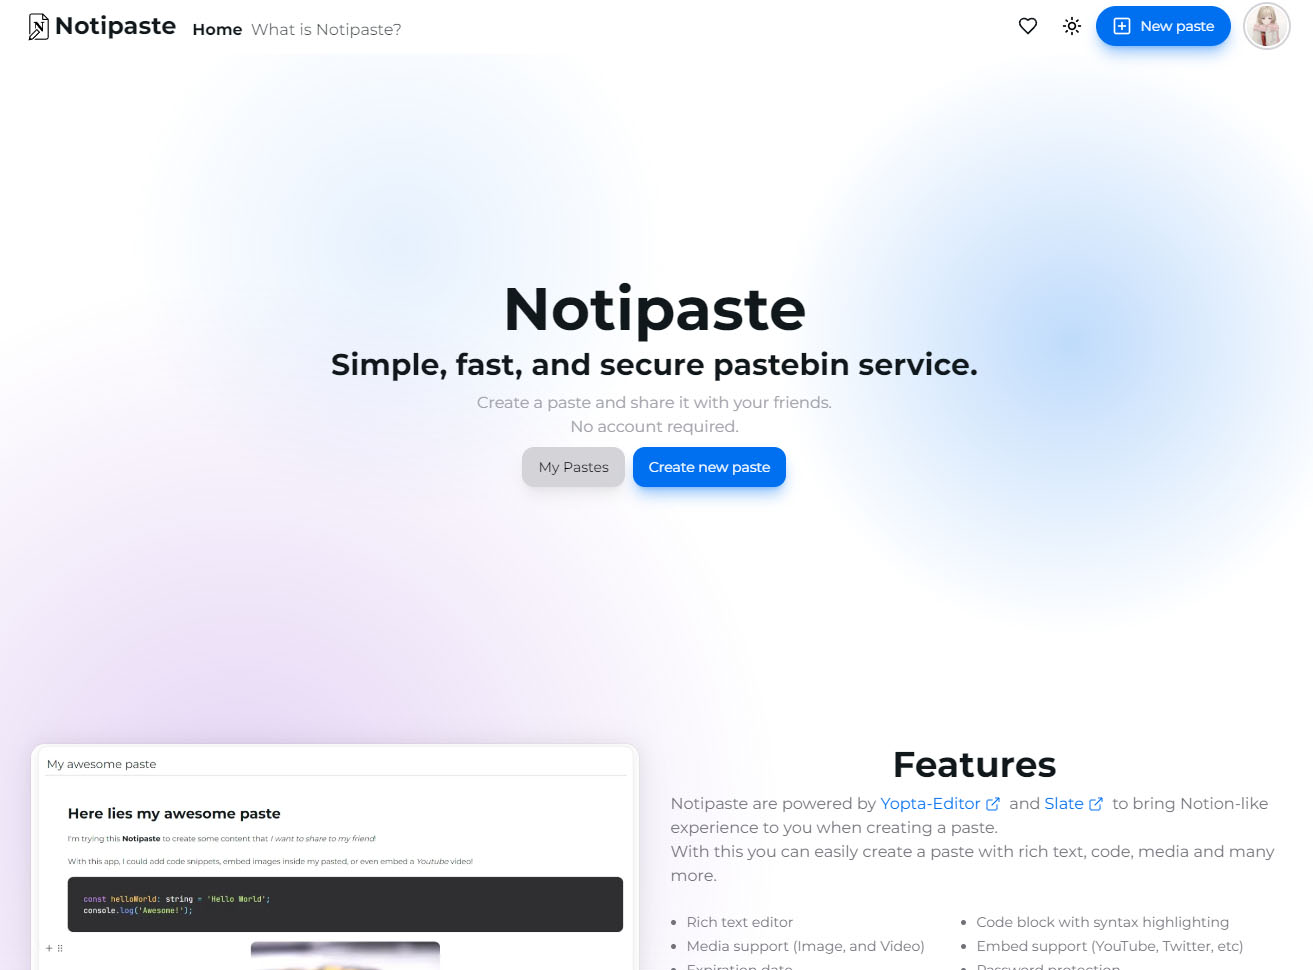 Notipaste Home What is Notipaste? New paste
Notipaste
Simple, fast, and secure pastebin service.
Create a paste and share it with your friends.
No account required.
My Pastes Create new paste
My awesome paste
Here lies my awesome paste
I'm trying this Notipaste to create some content that I want to share to my friend!
With this app, I could add code snippets, embed images inside my pasted, or even embed a Youtube video!
const helloWorld: string = 'Hello World';
console.log('Awesome!');
Features
Notipaste are powered by Yopta-Editor and Slate to bring Notion-like
experience to you when creating a paste.
With this you can easily create a paste with rich text, code, media and many
more.
Rich text editor
Code block with syntax highlighting
Media support (Image, and Video)
Embed support (YouTube, Twitter, etc)
Expiration date
Password protection